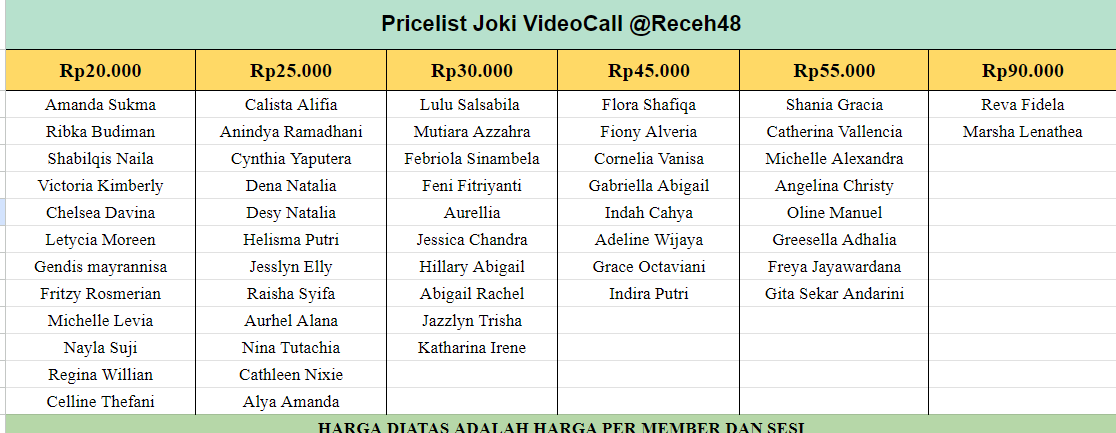 Pricelist Joki VideoCall @Receh48
Rp20.000 Rp25.000 Rp30.000 Rp45.000 Rp55.000 Rp90.000
Amanda Sukma Calista Alifia Lulu Salsabila Flora Shafiqa Shania Gracia Reva Fidela
Ribka Budiman Anindya Ramadhani Mutiara Azzahra Fiony Alveria Catherina Vallencia Marsha Lenathea
Shabilqis Naila Cynthia Yaputera Febriola Sinambela Cornelia Vanisa Michelle Alexandra
Victoria Kimberly Dena Natalia Feni Fitriyanti Gabriella Abigail Angelina Christy
Chelsea Davina Desy Natalia Aurellia Indah Cahya Oline Manuel
Letycia Moreen Helisma Putri Jessica Chandra Adeline Wijaya Greesella Adhalia
Gendis mayrannisa Jesslyn Elly Hillary Abigail Grace Octaviani Freya Jayawardana
Fritzy Rosmerian Raisha Syifa Abigail Rachel Indira Putri Gita Sekar Andarini
Michelle Levia Aurhel Alana Jazzlyn Trisha
Nayla Suji Nina Tutachia Katharina Irene
Regina Willian Cathleen Nixie
Celline Thefani Alya Amanda
HARGA DIATAS ADALAH HARGA PER MEMBER DAN SESI